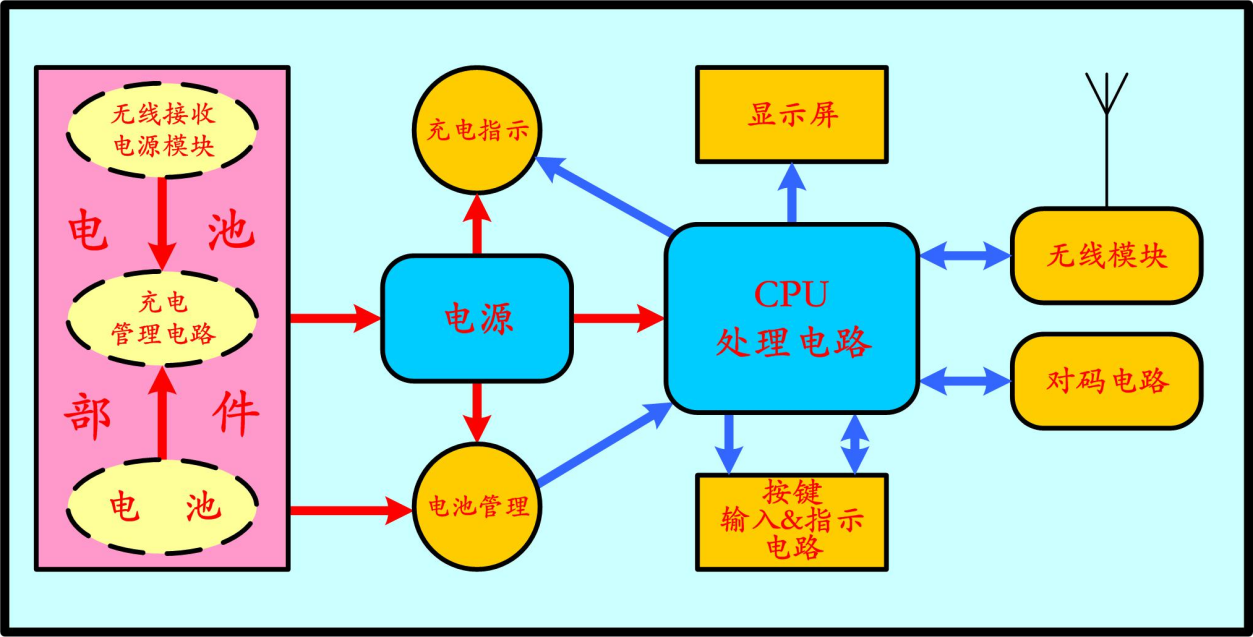 无线接收
电源模块
电 池
充电
管理电路
部 件
电 池
充电指示
电源
电池管理
显示屏
CPU
处理电路
按键
输入&指示
电路
无线模块
对码电路